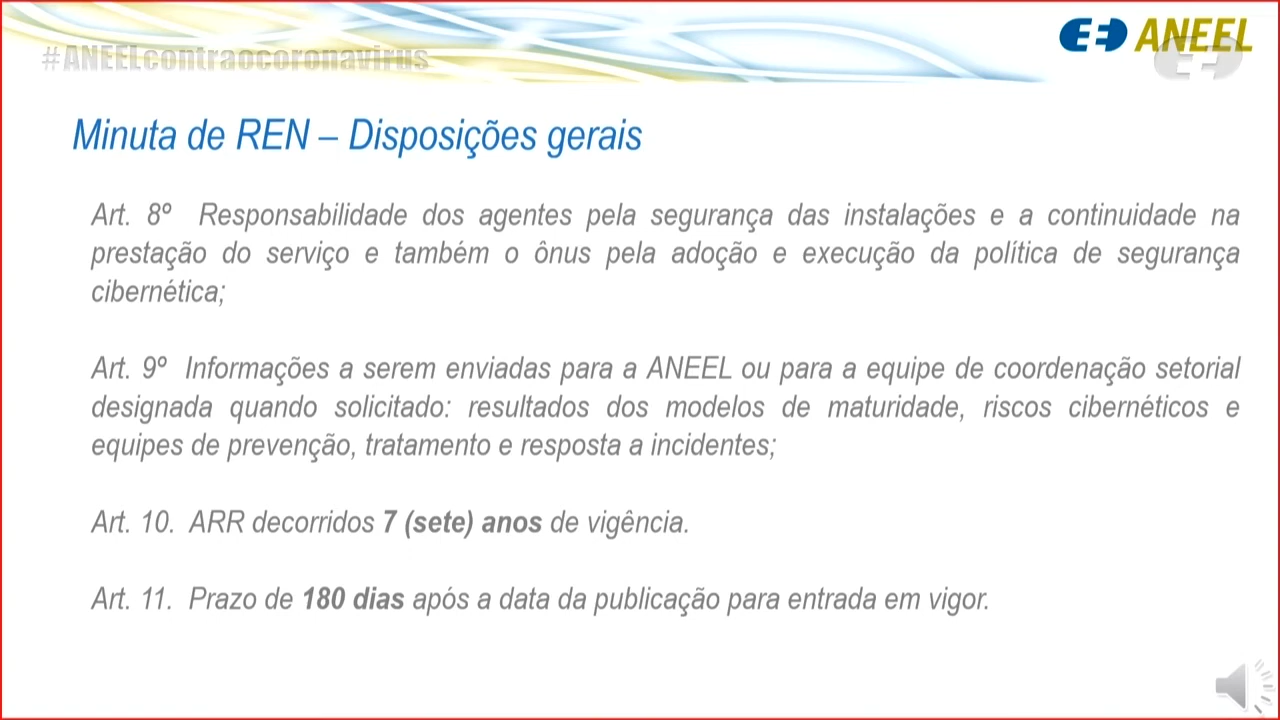 #ANEELcontraocoronavirus
ANEEL
Minuta de REN – Disposições gerais
Art. 8º Responsabilidade dos agentes pela segurança das instalações e a continuidade na
prestação do serviço e também o ônus pela adoção e execução da política de segurança
cibernética;
Art. 9º Informações a serem enviadas para a ANEEL ou para a equipe de coordenação setorial
designada quando solicitado: resultados dos modelos de maturidade, riscos cibernéticos e
equipes de prevenção, tratamento e resposta a incidentes;
Art. 10. ARR decorridos 7 (sete) anos de vigência.
Art. 11. Prazo de 180 dias após a data da publicação para entrada em vigor.